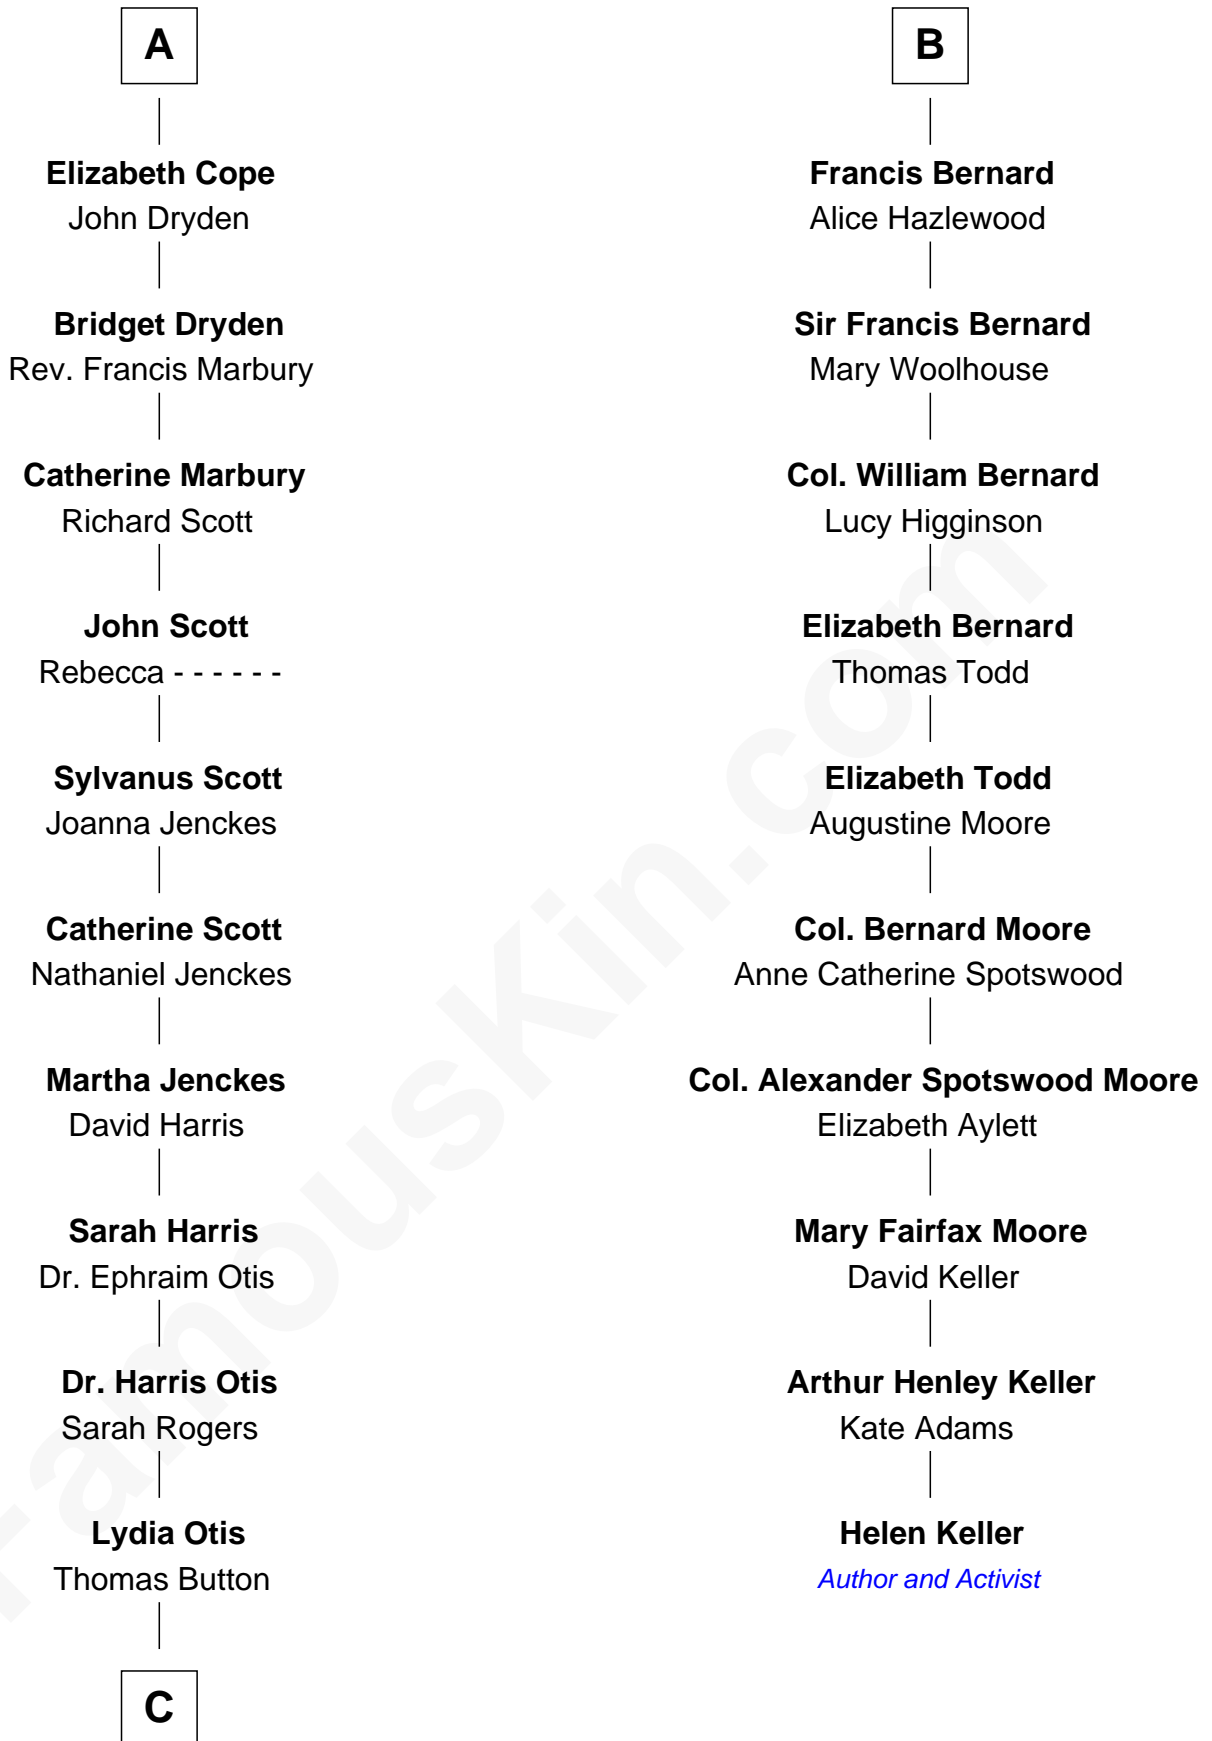 A
Elizabeth Cope
John Dryden
Bridget Dryden
Rev. Francis Marbury
Catherine Marbury
Richard Scott
John Scott
Rebecca - - - - - -
Sylvanus Scott
Joanna Jenckes
Catherine Scott
Nathaniel Jenckes
Martha Jenckes
David Harris
Sarah Harris
Dr. Ephraim Otis
Dr. Harris Otis
Sarah Rogers
Lydia Otis
Thomas Button
C
B
Francis Bernard
Alice Hazlewood
Sir Francis Bernard
Mary Woolhouse
Col. William Bernard
Lucy Higginson
Elizabeth Bernard
Thomas Todd
Elizabeth Todd
Augustine Moore
Col. Bernard Moore
Anne Catherine Spotswood
Col. Alexander Spotswood Moore
Elizabeth Aylett
Mary Fairfax Moore
David Keller
Arthur Henley Keller
Kate Adams
Helen Keller
Author and Activist
FamousKin.com